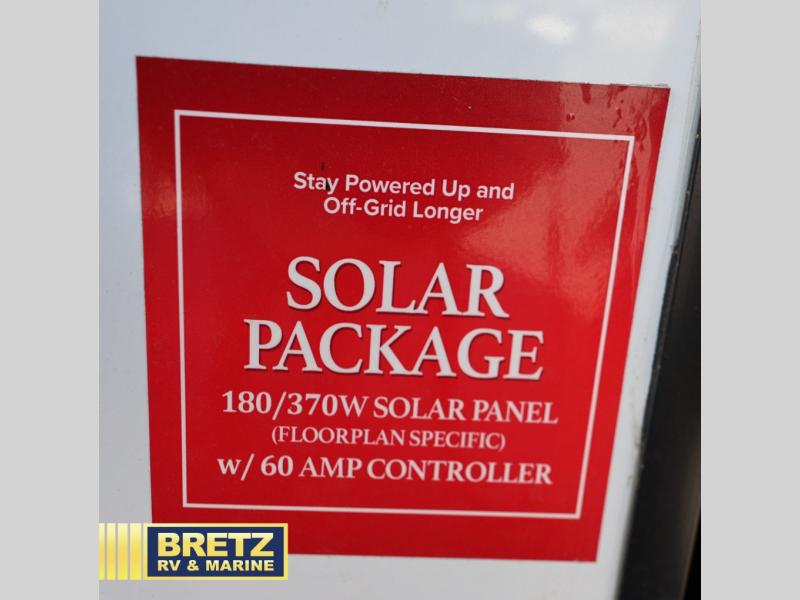 Stay Powered Up and
Off-Grid Longer
SOLAR
PACKAGE
180/370W SOLAR PANEL
(FLOORPLAN SPECIFIC)
w/ 60 AMP CONTROLLER
BRETZ
RV & MARINE